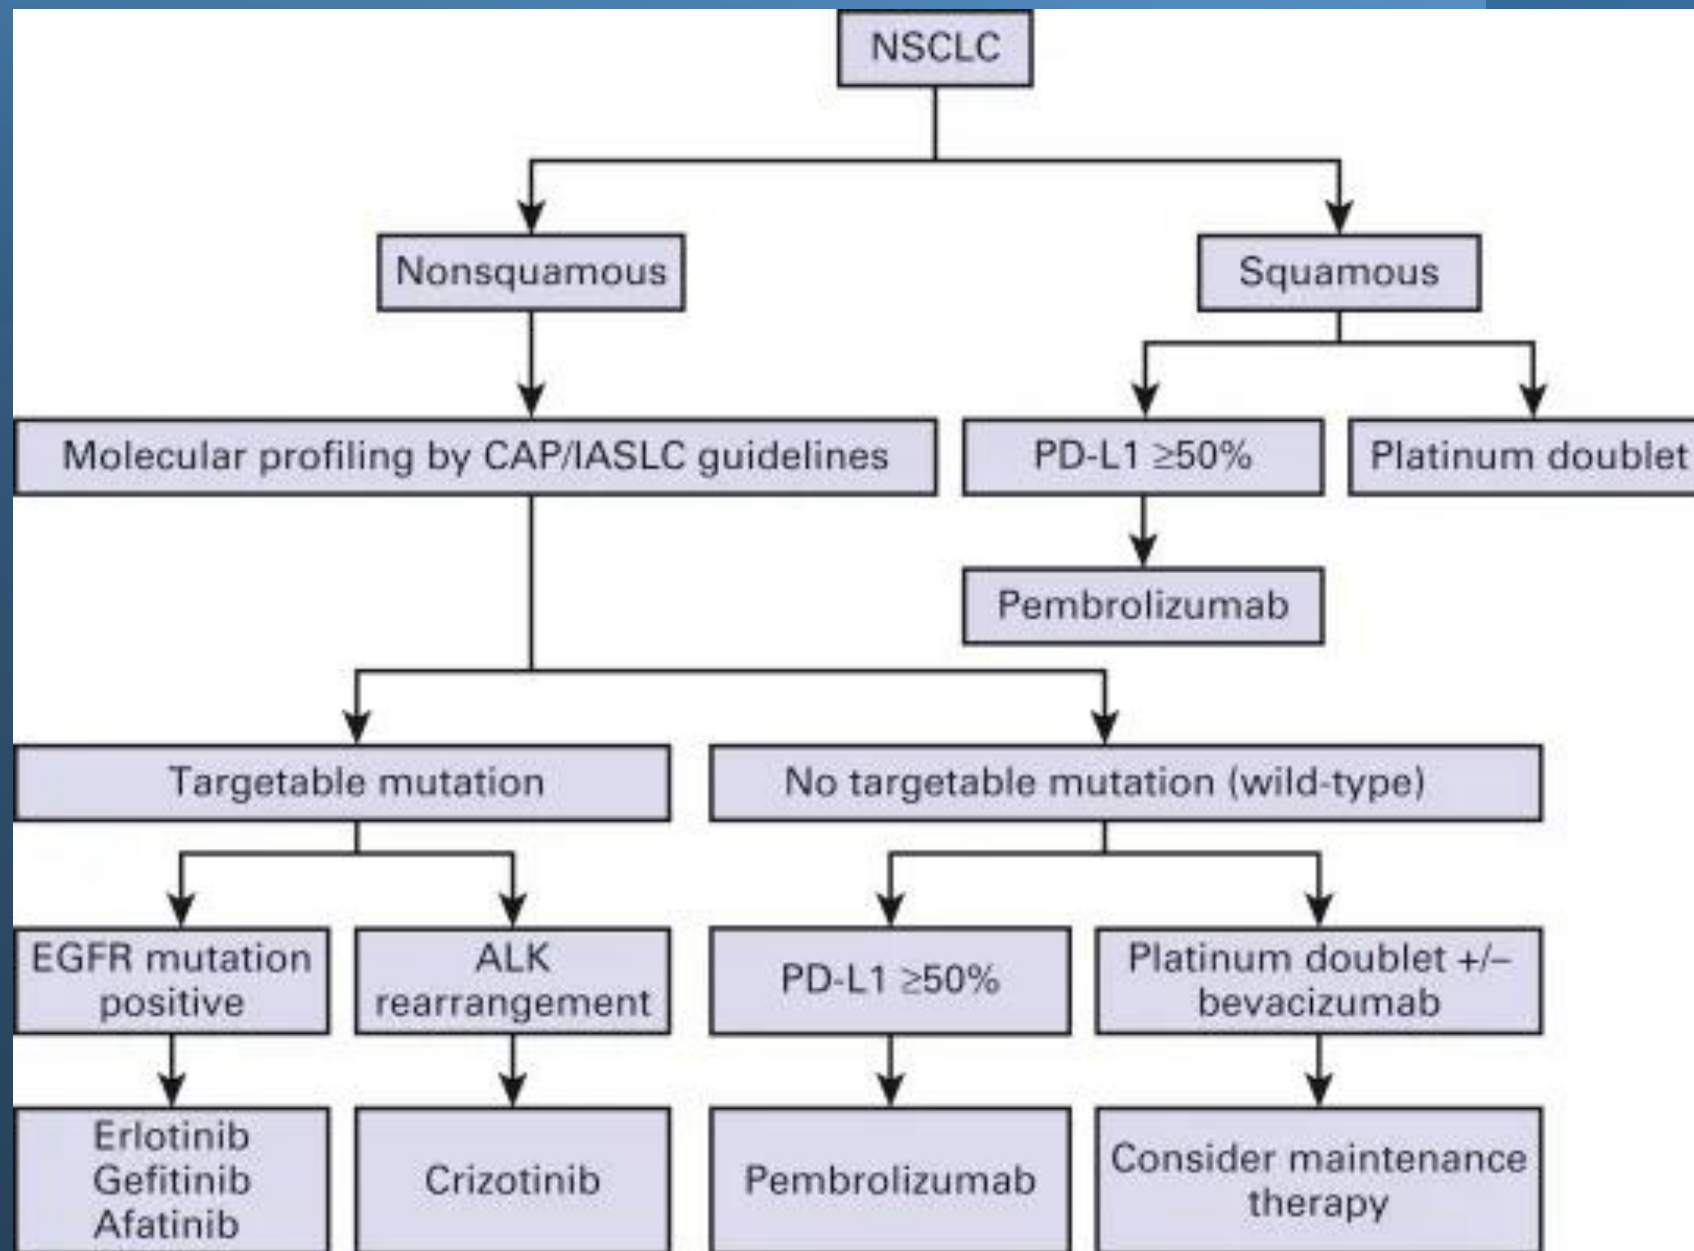 NSCLC
Nonsquamous
Squamous
Molecular profiling by CAP/IASLC guidelines
PD-L1 ≥50%
Platinum doublet
Pembrolizumab
Targetable mutation
No targetable mutation (wild-type)
EGFR mutation
positive
ALK
rearrangement
PD-L1 ≥50%
Platinum doublet +/–
bevacizumab
Erlotinib
Gefitinib
Afatinib
Crizotinib
Pembrolizumab
Consider maintenance
therapy